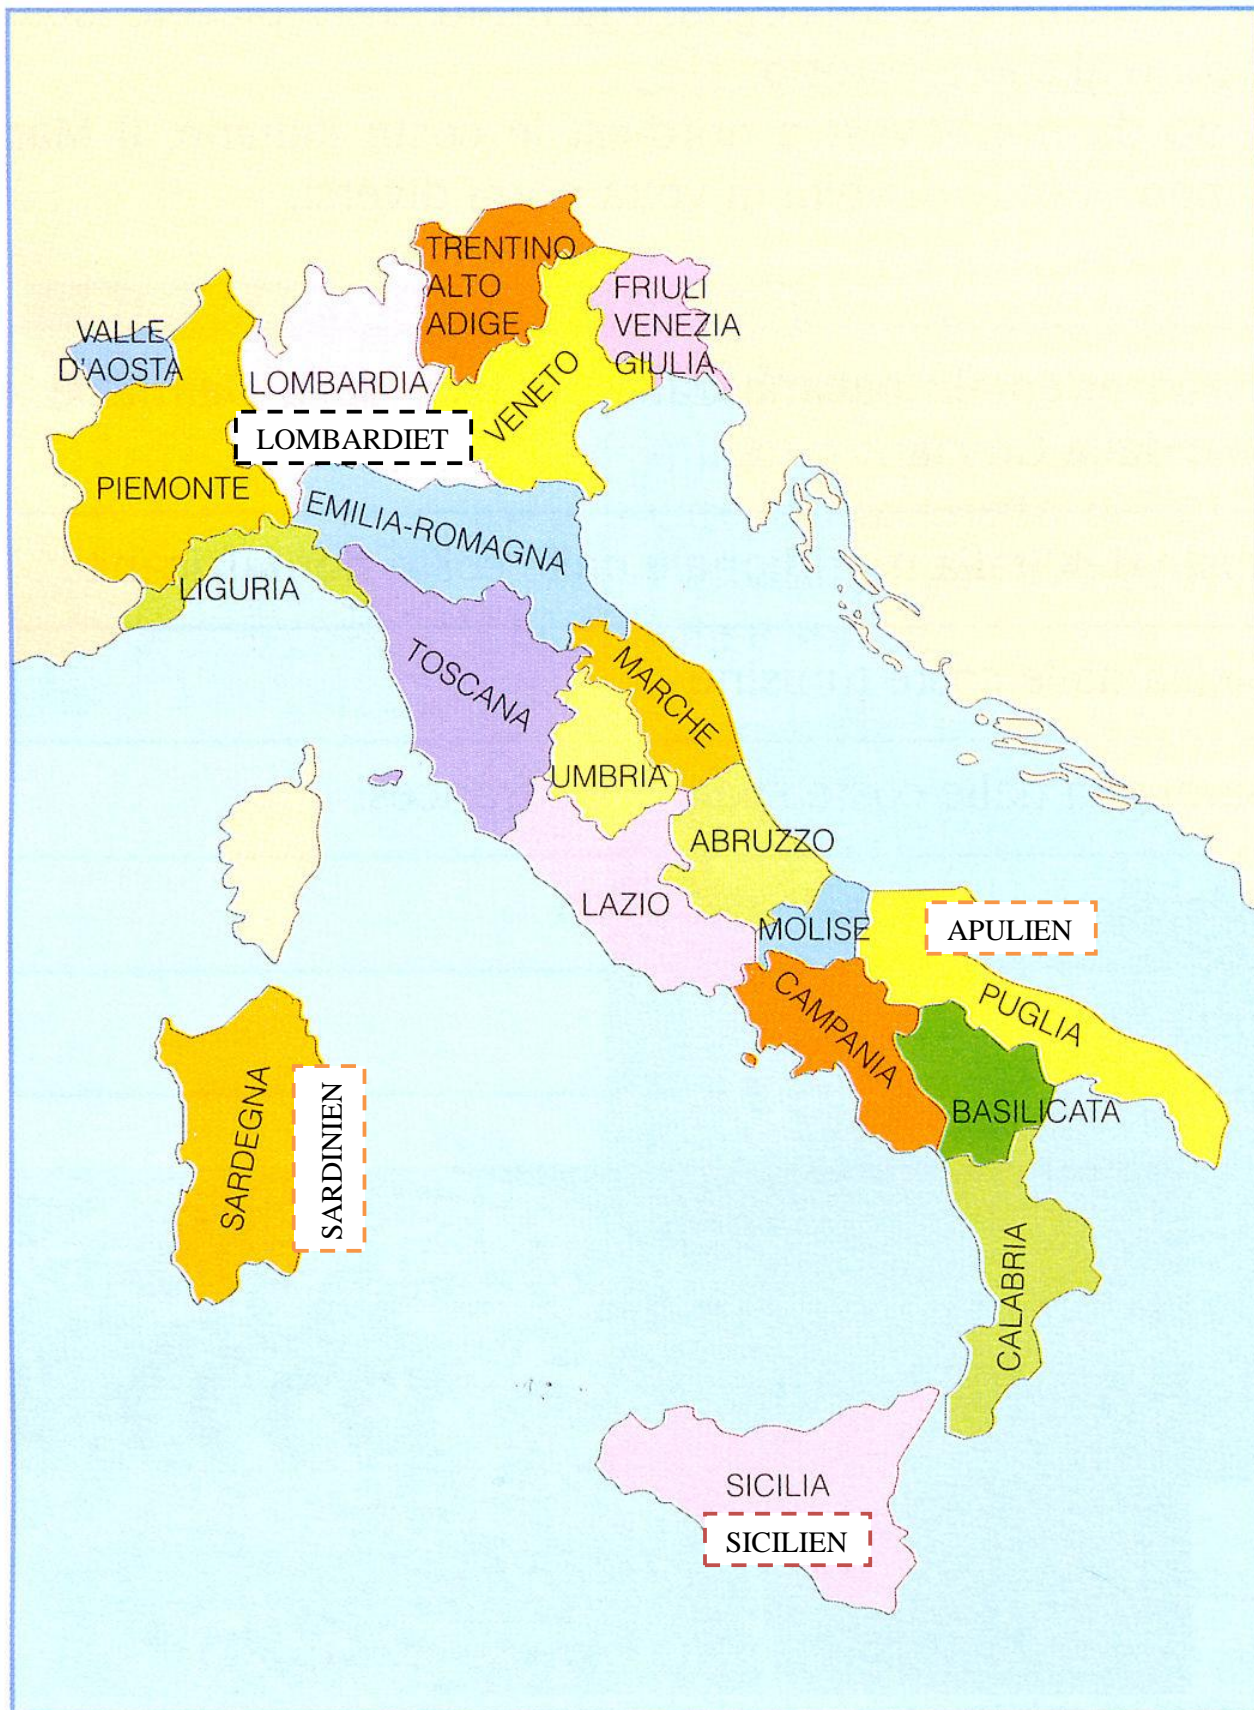 TRENTINO
ALTO
ADIGE
FRIULI
VENEZIA
GIULIA
VALLE
D'AOSTA
LOMBARDIA
VENETO
LOMBARDIET
PIEMONTE
EMILIA-ROMAGNA
LIGURIA
TOSCANA
MARCHE
UMBRIA
ABRUZZO
LAZIO
MOLISE
APULIEN
CAMPANIA
PUGLIA
SARDEGNA
SARDINIEN
BASILICATA
CALABRIA
SICILIA
SICILIEN